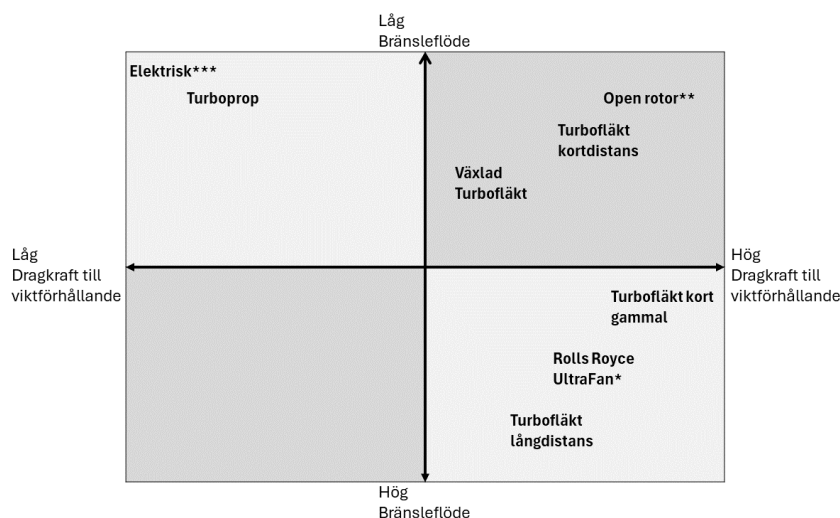 Låg
Bränsleflöde
Elektrisk***
Turboprop
Open rotor**
Turbofläkt
kortdistans
Växlad
Turbofläkt
Låg
Dragkraft till
viktförhållande
Hög
Dragkraft till
viktförhållande
Turbofläkt kort
gammal
Rolls Royce
UltraFan*
Turbofläkt
långdistans
Hög
Bränsleflöde